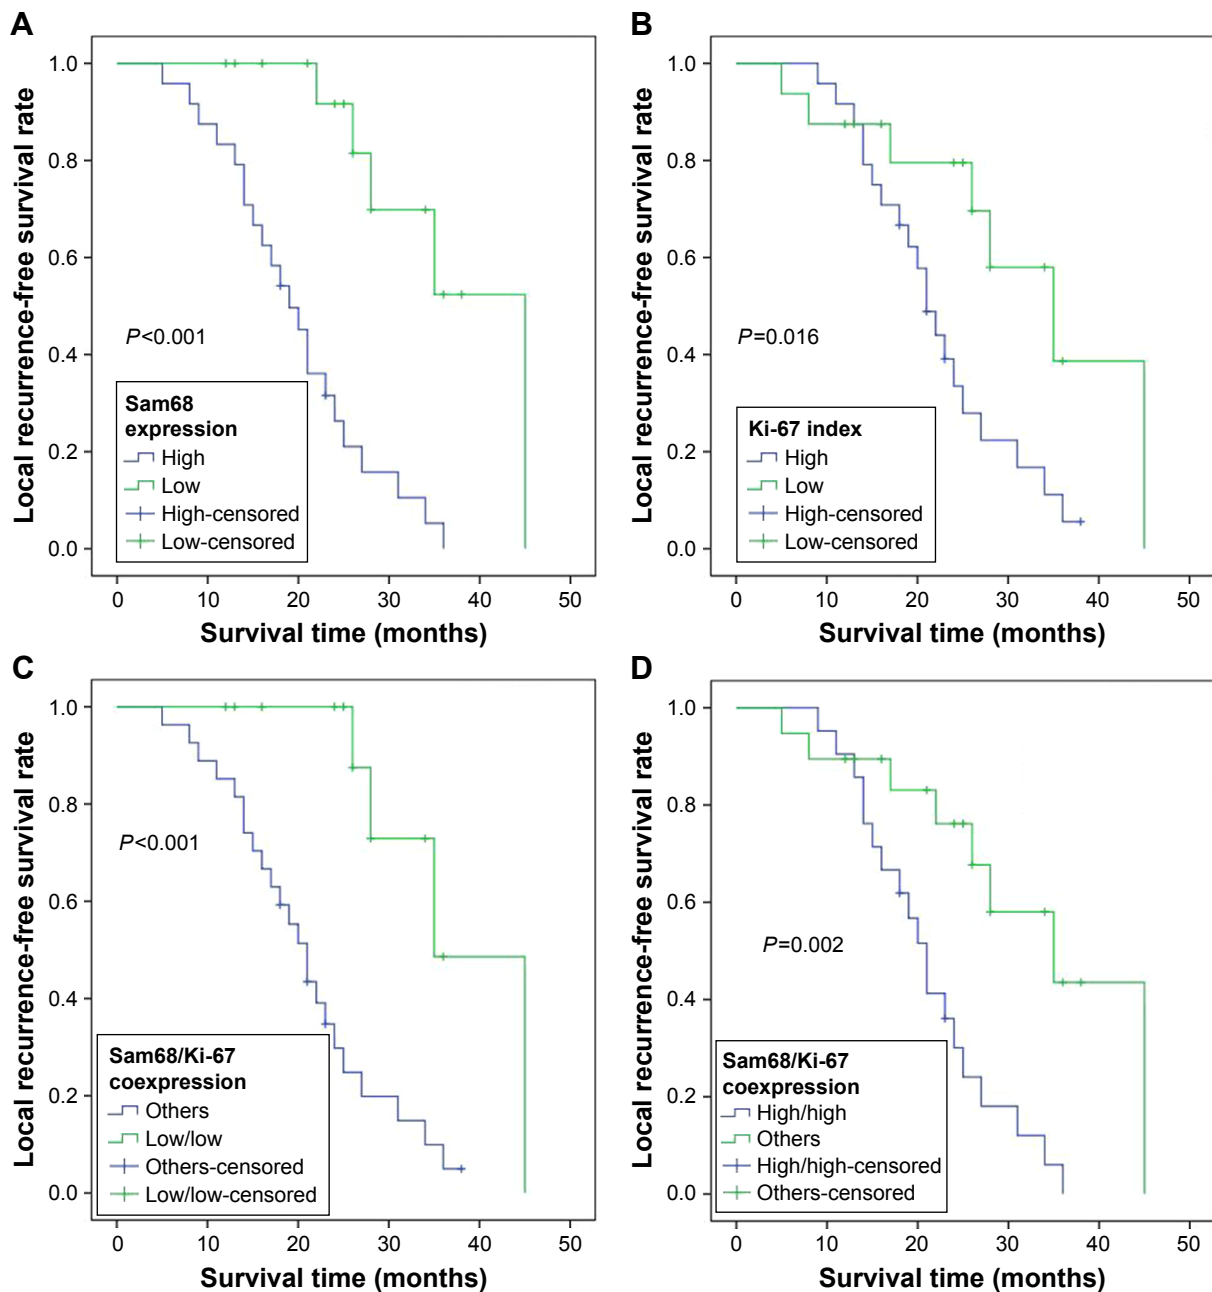 A
Local recurrence-free survival rate
1.0
0.8
0.6
0.4
0.2
0.0
P<0.001
Sam68
expression
High
Low
High-censored
Low-censored
0 10 20 30 40 50
Survival time (months)
B
Local recurrence-free survival rate
1.0
0.8
0.6
0.4
0.2
0.0
P=0.016
Ki-67 index
High
Low
High-censored
Low-censored
0 10 20 30 40 50
Survival time (months)
C
Local recurrence-free survival rate
1.0
0.8
0.6
0.4
0.2
0.0
P<0.001
Sam68/Ki-67
coexpression
Others
Low/low
Others-censored
Low/low-censored
0 10 20 30 40 50
Survival time (months)
D
Local recurrence-free survival rate
1.0
0.8
0.6
0.4
0.2
0.0
P=0.002
Sam68/Ki-67
coexpression
High/high
Others
High/high-censored
Others-censored
0 10 20 30 40 50
Survival time (months)